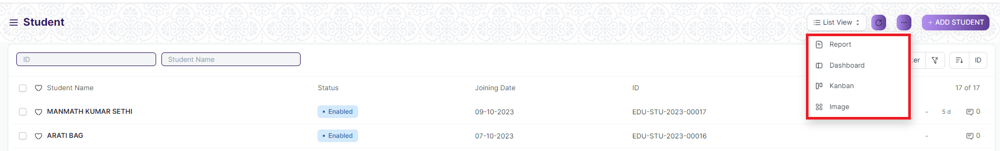 Student
List View
+ ADD STUDENT
Report
Dashboard
Kanban
Image
ID
Student Name
ID
Student Name
Status
Joining Date
ID
17 of 17
MANMATH KUMAR SETHI
Enabled
09-10-2023
EDU-STU-2023-00017
-
5 d
0
ARATI BAG
Enabled
07-10-2023
EDU-STU-2023-00016
-
0